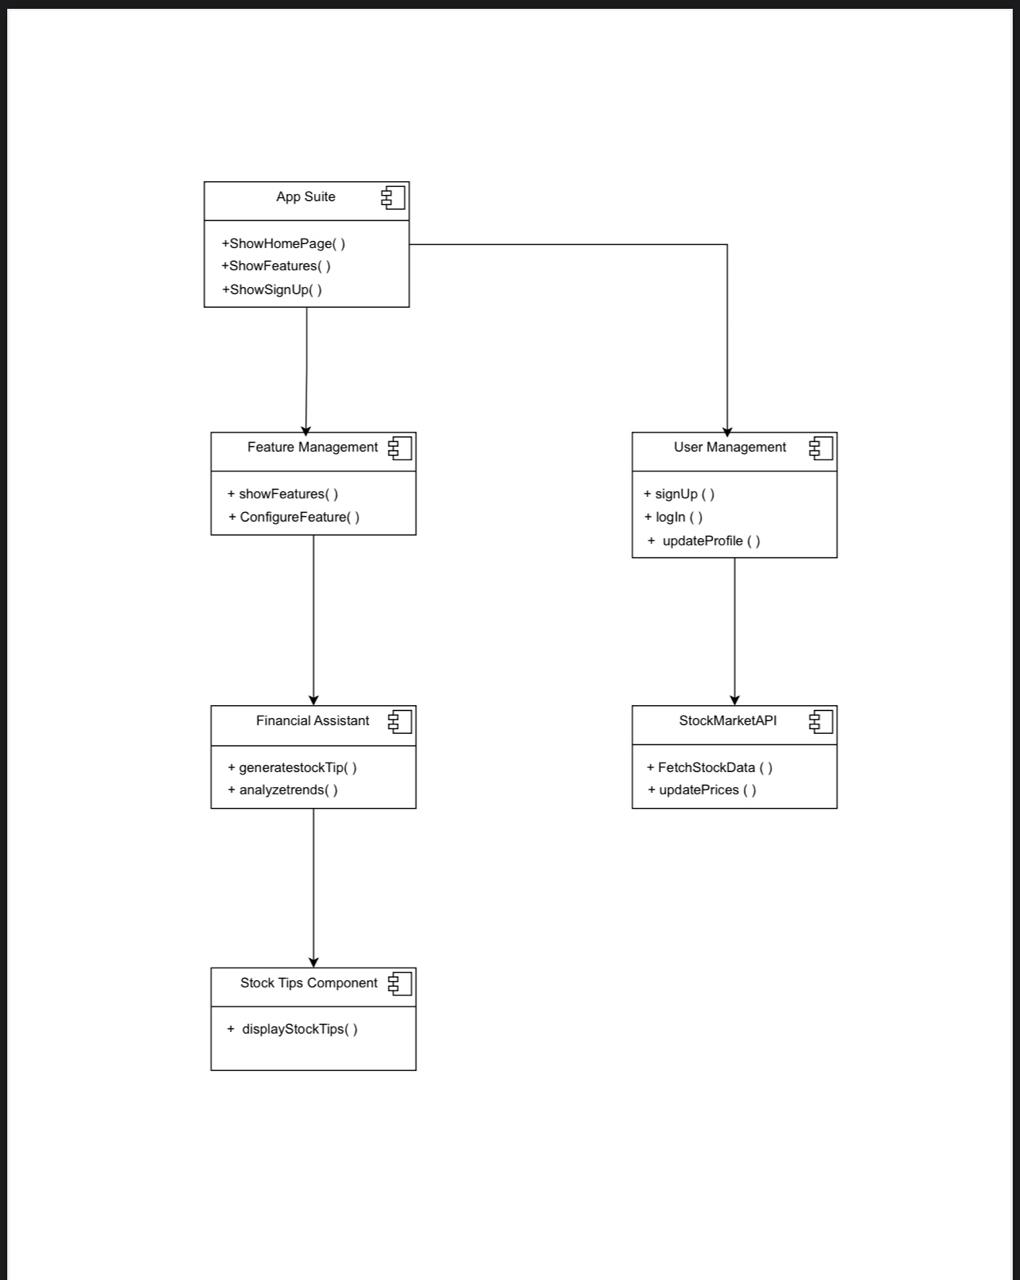 App Suite
+ShowHomePage( )
+ShowFeatures( )
+ShowSignUp( )
Feature Management
+ showFeatures( )
+ ConfigureFeature( )
User Management
+ signUp ( )
+ logIn ( )
+ updateProfile ( )
Financial Assistant
+ generatestockTip( )
+ analyzetrends( )
StockMarketAPI
+ FetchStockData ( )
+ updatePrices ( )
Stock Tips Component
+ displayStockTips( )